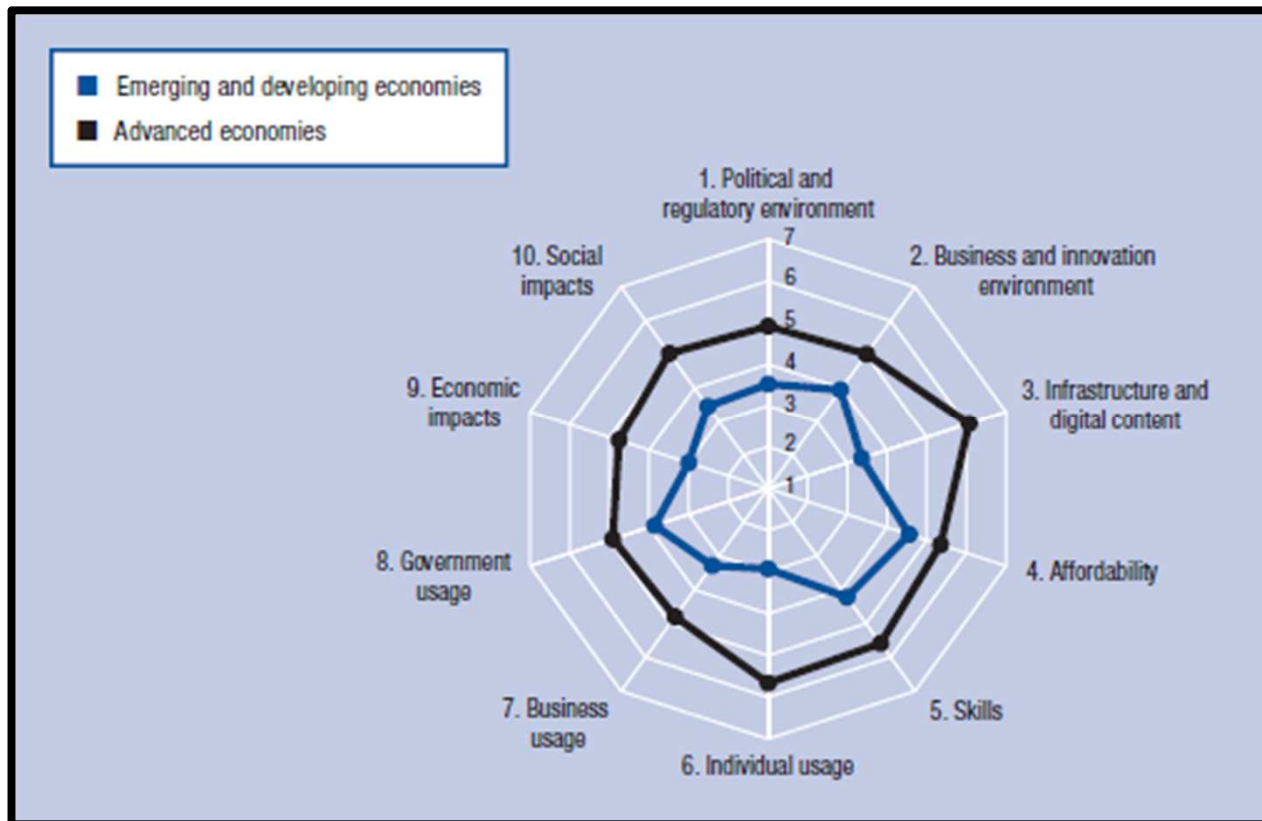 Emerging and developing economies
Advanced economies
1. Political and
regulatory environment
7
6
5
4
3
2
1
2. Business and innovation
environment
3. Infrastructure and
digital content
4. Affordability
5. Skills
6. Individual usage
7. Business
usage
8. Government
usage
9. Economic
impacts
10. Social
impacts